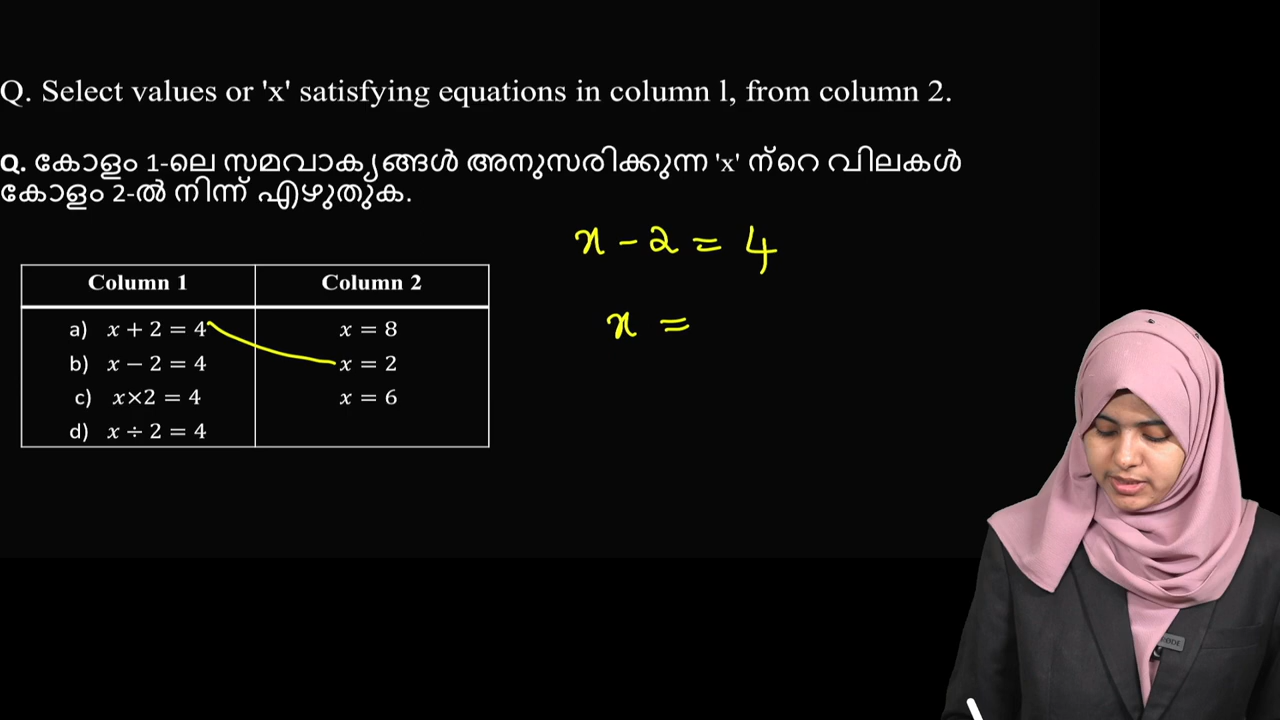 Q. Select values or 'x' satisfying equations in column l, from column 2.
Q. കോളം 1-ലെ സമവാക്യങ്ങൾ അനുസരിക്കുന്ന 'x' ന്റെ വിലകൾ
കോളം 2-ൽ നിന്ന് എഴുതുക.
x − 2 = 4
x =
Column 1 Column 2
a) x + 2 = 4 x = 8
b) x − 2 = 4 x = 2
c) x×2 = 4 x = 6
d) x ÷ 2 = 4